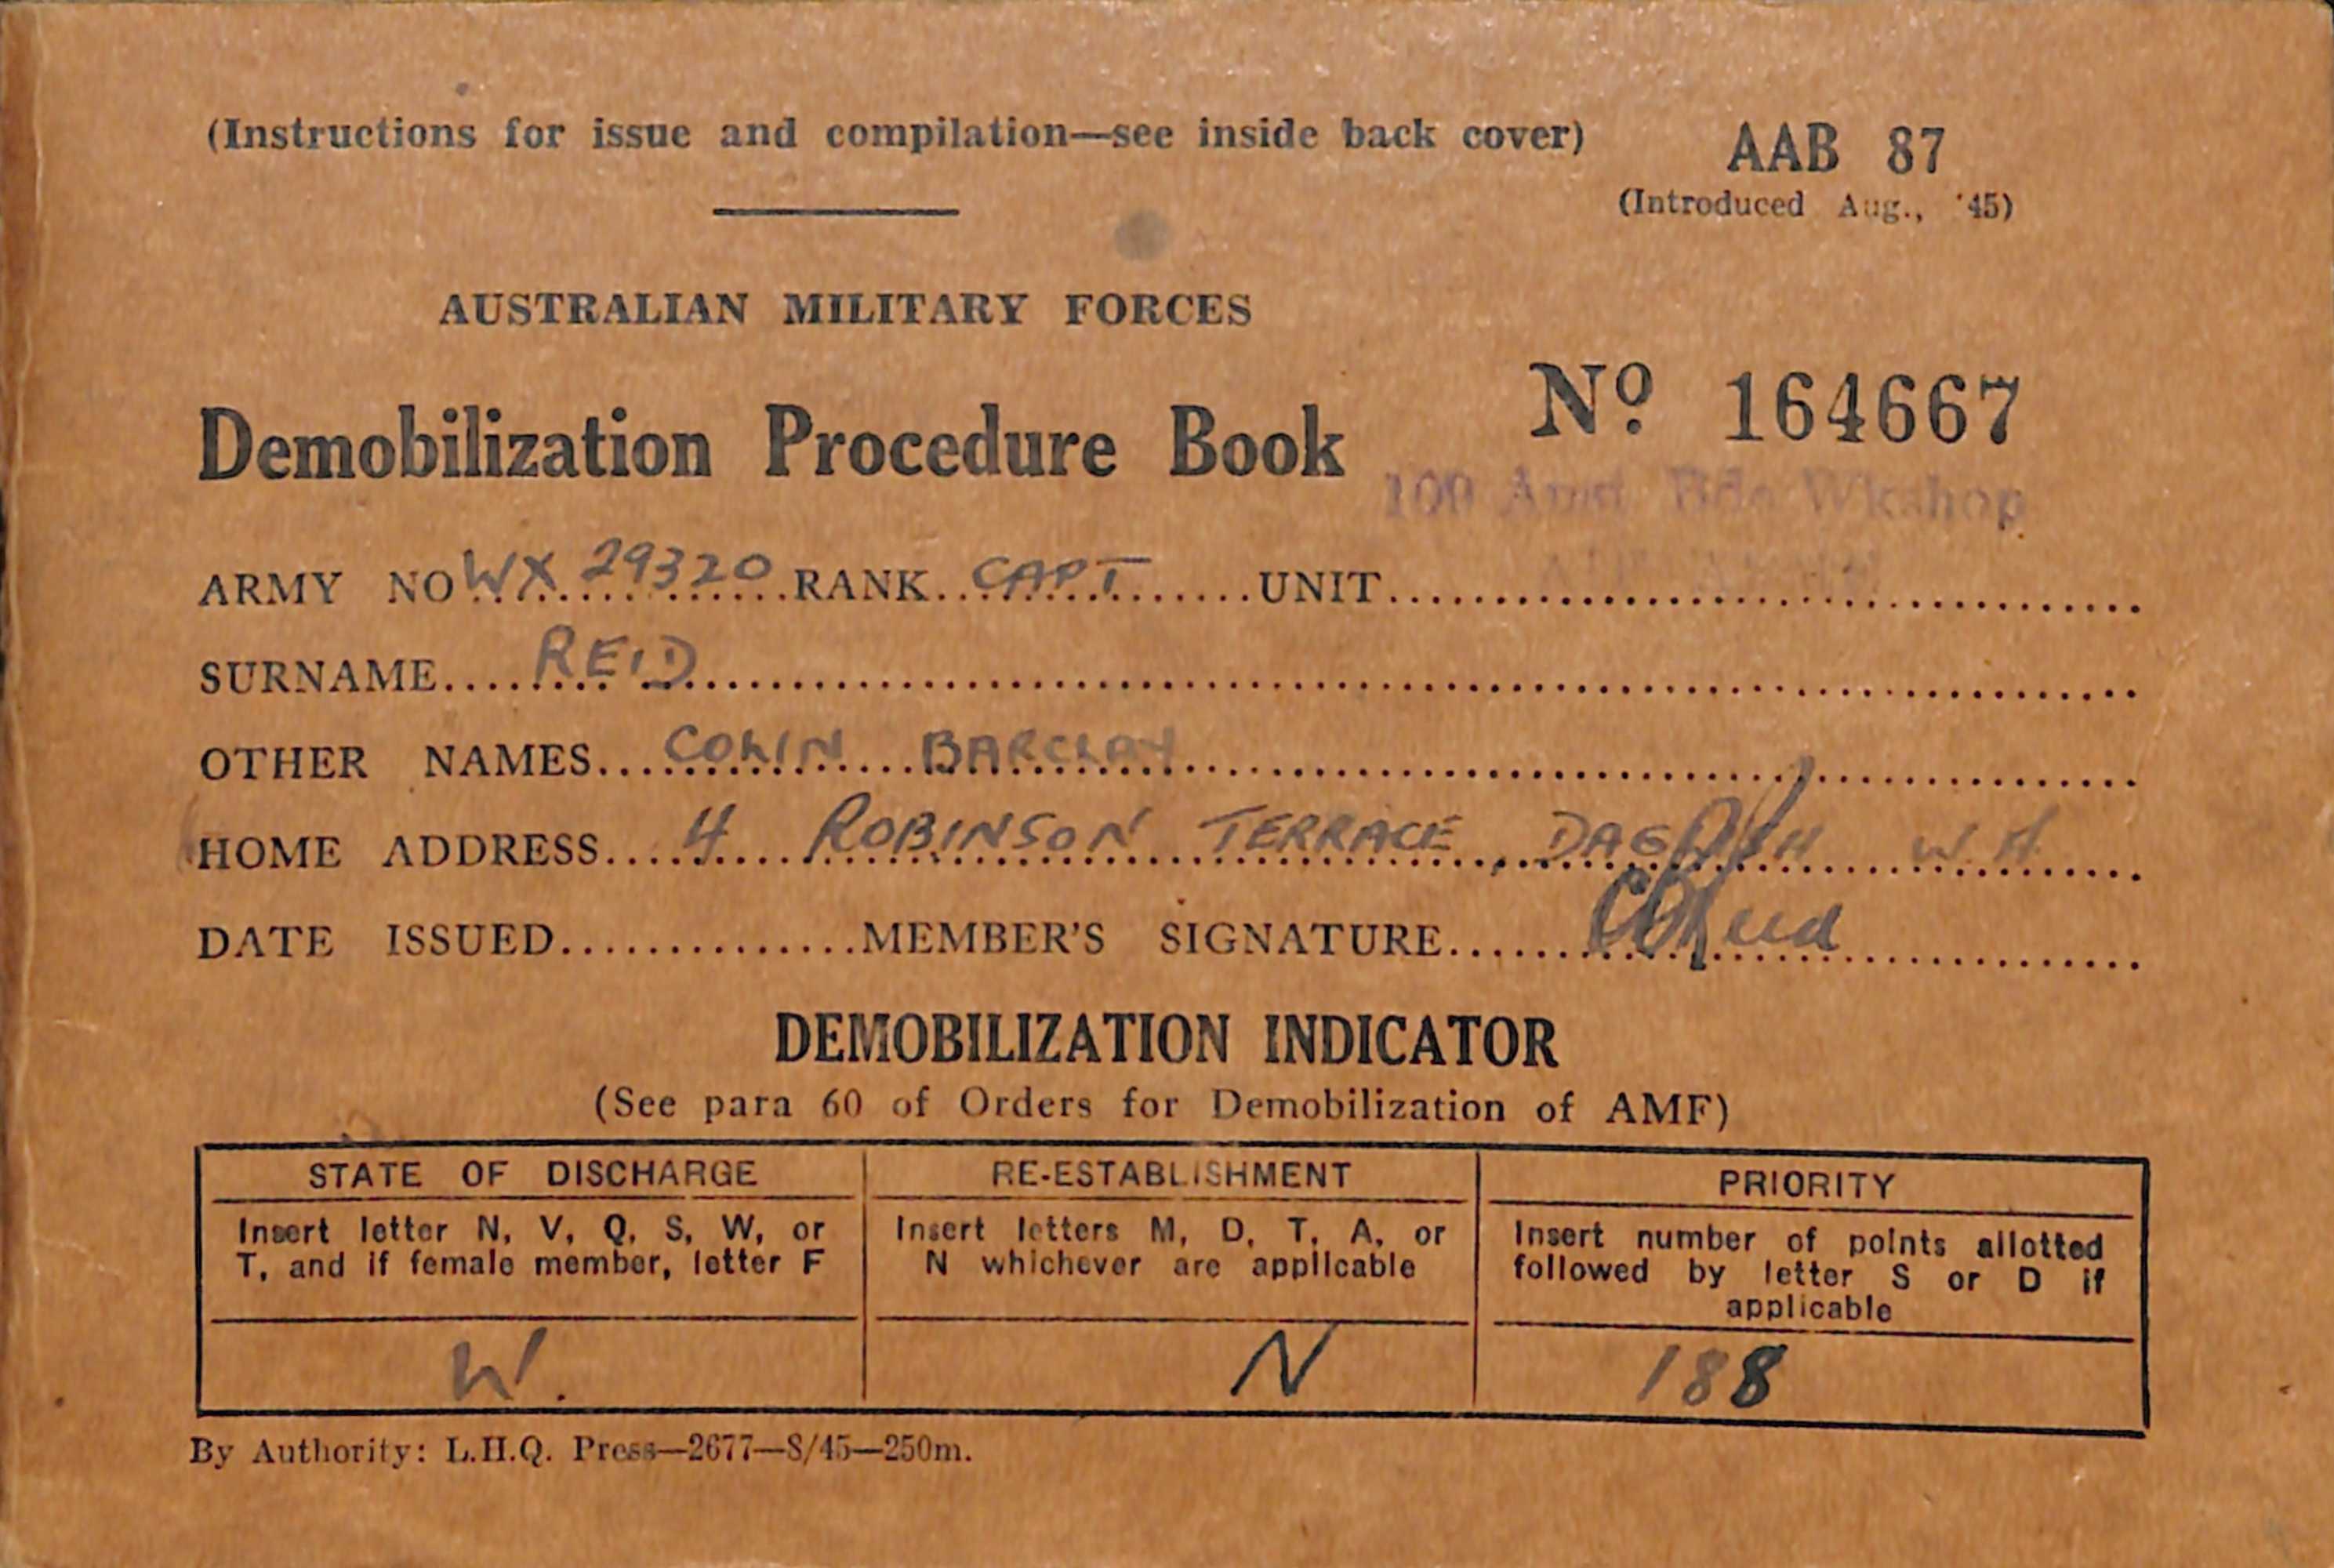 (Instructions for issue and compilation—see inside back cover)
AAB 87
(Introduced Aug., '45)
AUSTRALIAN MILITARY FORCES
Demobilization Procedure Book
No 164667
Wkshop
ARMY NO WX 29320 RANK CAPT UNIT
SURNAME REID
OTHER NAMES COLIN BARCLAY
HOME ADDRESS 4 ROBINSON TERRACE, DAGLISH W.A.
DATE ISSUED MEMBER'S SIGNATURE CBReid
DEMOBILIZATION INDICATOR
(See para 60 of Orders for Demobilization of AMF)
STATE OF DISCHARGE
Insert letter N, V, Q, S, W, or
T, and if female member, letter F
W.
RE-ESTABLISHMENT
Insert letters M, D, T, A, or
N whichever are applicable
N
PRIORITY
Insert number of points allotted
followed by letter S or D if
applicable
188
By Authority: L.H.Q. Press—2677—8/45—250m.